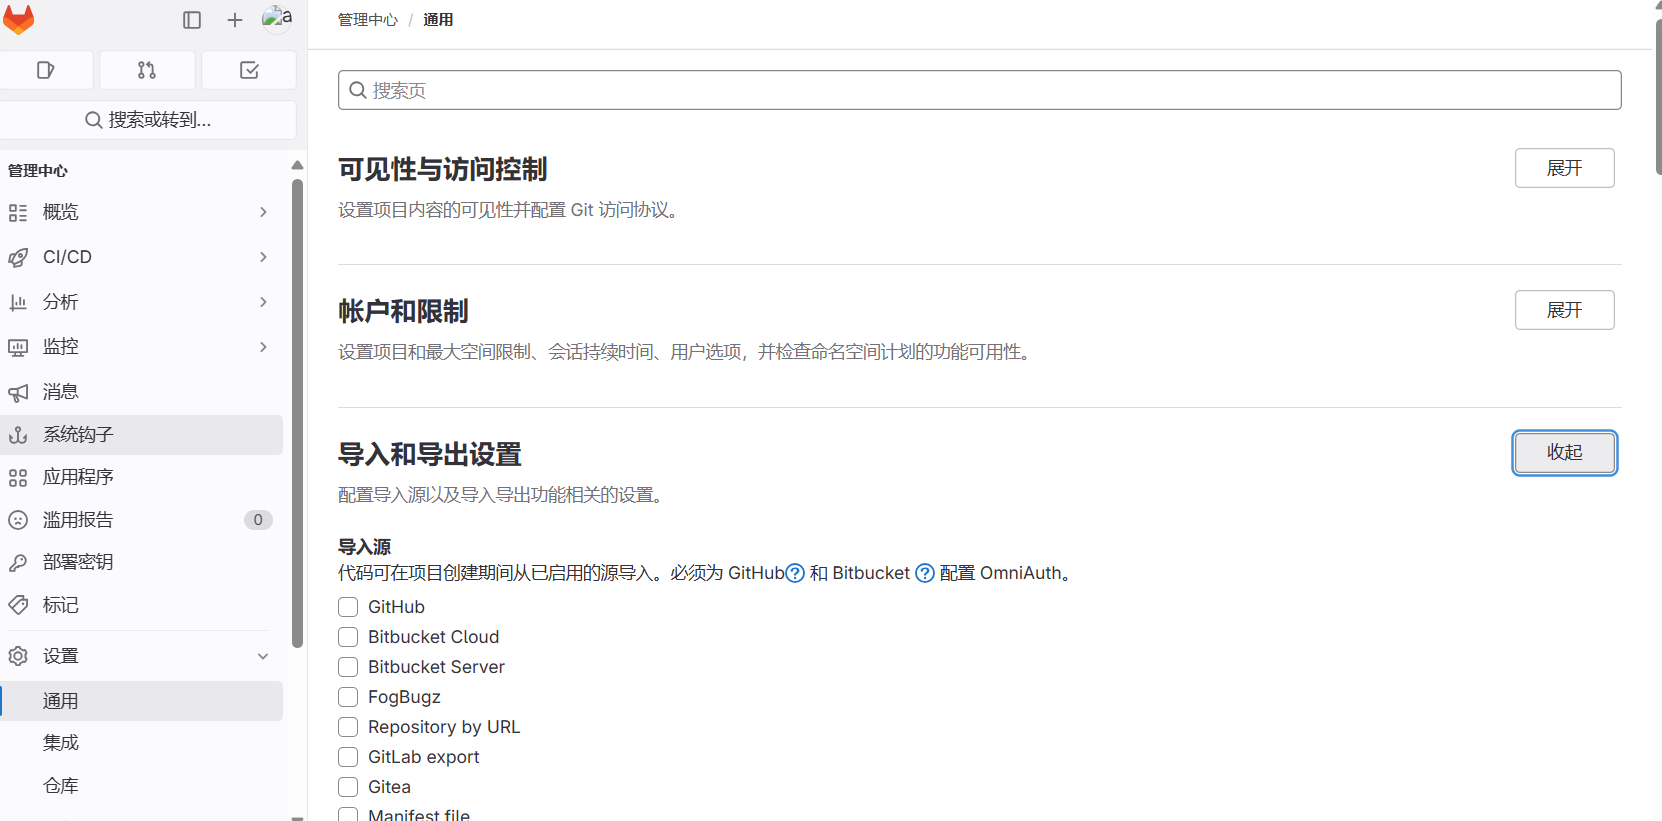 a
搜索或转到...
管理中心
概览
CI/CD
分析
监控
消息
系统钩子
应用程序
滥用报告 0
部署密钥
标记
设置
通用
集成
仓库
管理中心 / 通用
搜索页
可见性与访问控制
展开
设置项目内容的可见性并配置 Git 访问协议。
帐户和限制
展开
设置项目和最大空间限制、会话持续时间、用户选项，并检查命名空间计划的功能可用性。
导入和导出设置
收起
配置导入源以及导入导出功能相关的设置。
导入源
代码可在项目创建期间从已启用的源导入。必须为 GitHub? 和 Bitbucket ? 配置 OmniAuth。
GitHub
Bitbucket Cloud
Bitbucket Server
FogBugz
Repository by URL
GitLab export
Gitea
Manifest file